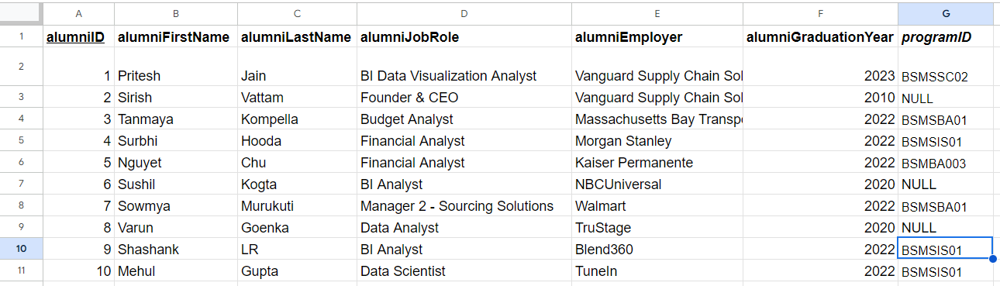 A B C D E F G
1 alumniID alumniFirstName alumniLastName alumniJobRole alumniEmployer alumniGraduationYear programID
2 1 Pritesh Jain BI Data Visualization Analyst Vanguard Supply Chain Sol 2023 BSMSSC02
3 2 Sirish Vattam Founder & CEO Vanguard Supply Chain Sol 2010 NULL
4 3 Tanmaya Kompella Budget Analyst Massachusetts Bay Transpo 2022 BSMSBA01
5 4 Surbhi Hooda Financial Analyst Morgan Stanley 2022 BSMSIS01
6 5 Nguyet Chu Financial Analyst Kaiser Permanente 2022 BSMBA003
7 6 Sushil Kogta BI Analyst NBCUniversal 2020 NULL
8 7 Sowmya Murukuti Manager 2 - Sourcing Solutions Walmart 2022 BSMSBA01
9 8 Varun Goenka Data Analyst TruStage 2020 NULL
10 9 Shashank LR BI Analyst Blend360 2022 BSMSIS01
11 10 Mehul Gupta Data Scientist TuneIn 2022 BSMSIS01